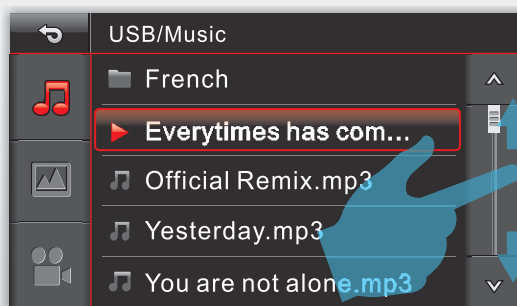 USB/Music
French
Everytimes has com...
Official Remix.mp3
Yesterday.mp3
You are not alone.mp3